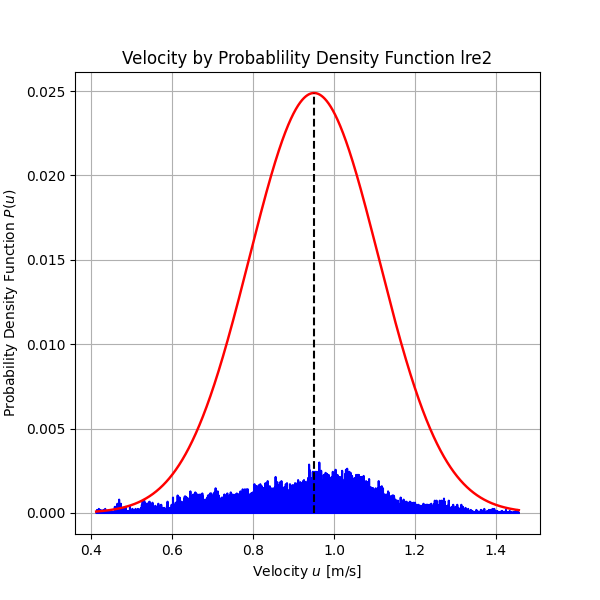 Velocity by Probablility Density Function lre2
Probability Density Function P(u)
0.025
0.020
0.015
0.010
0.005
0.000
0.4 0.6 0.8 1.0 1.2 1.4
Velocity u [m/s]